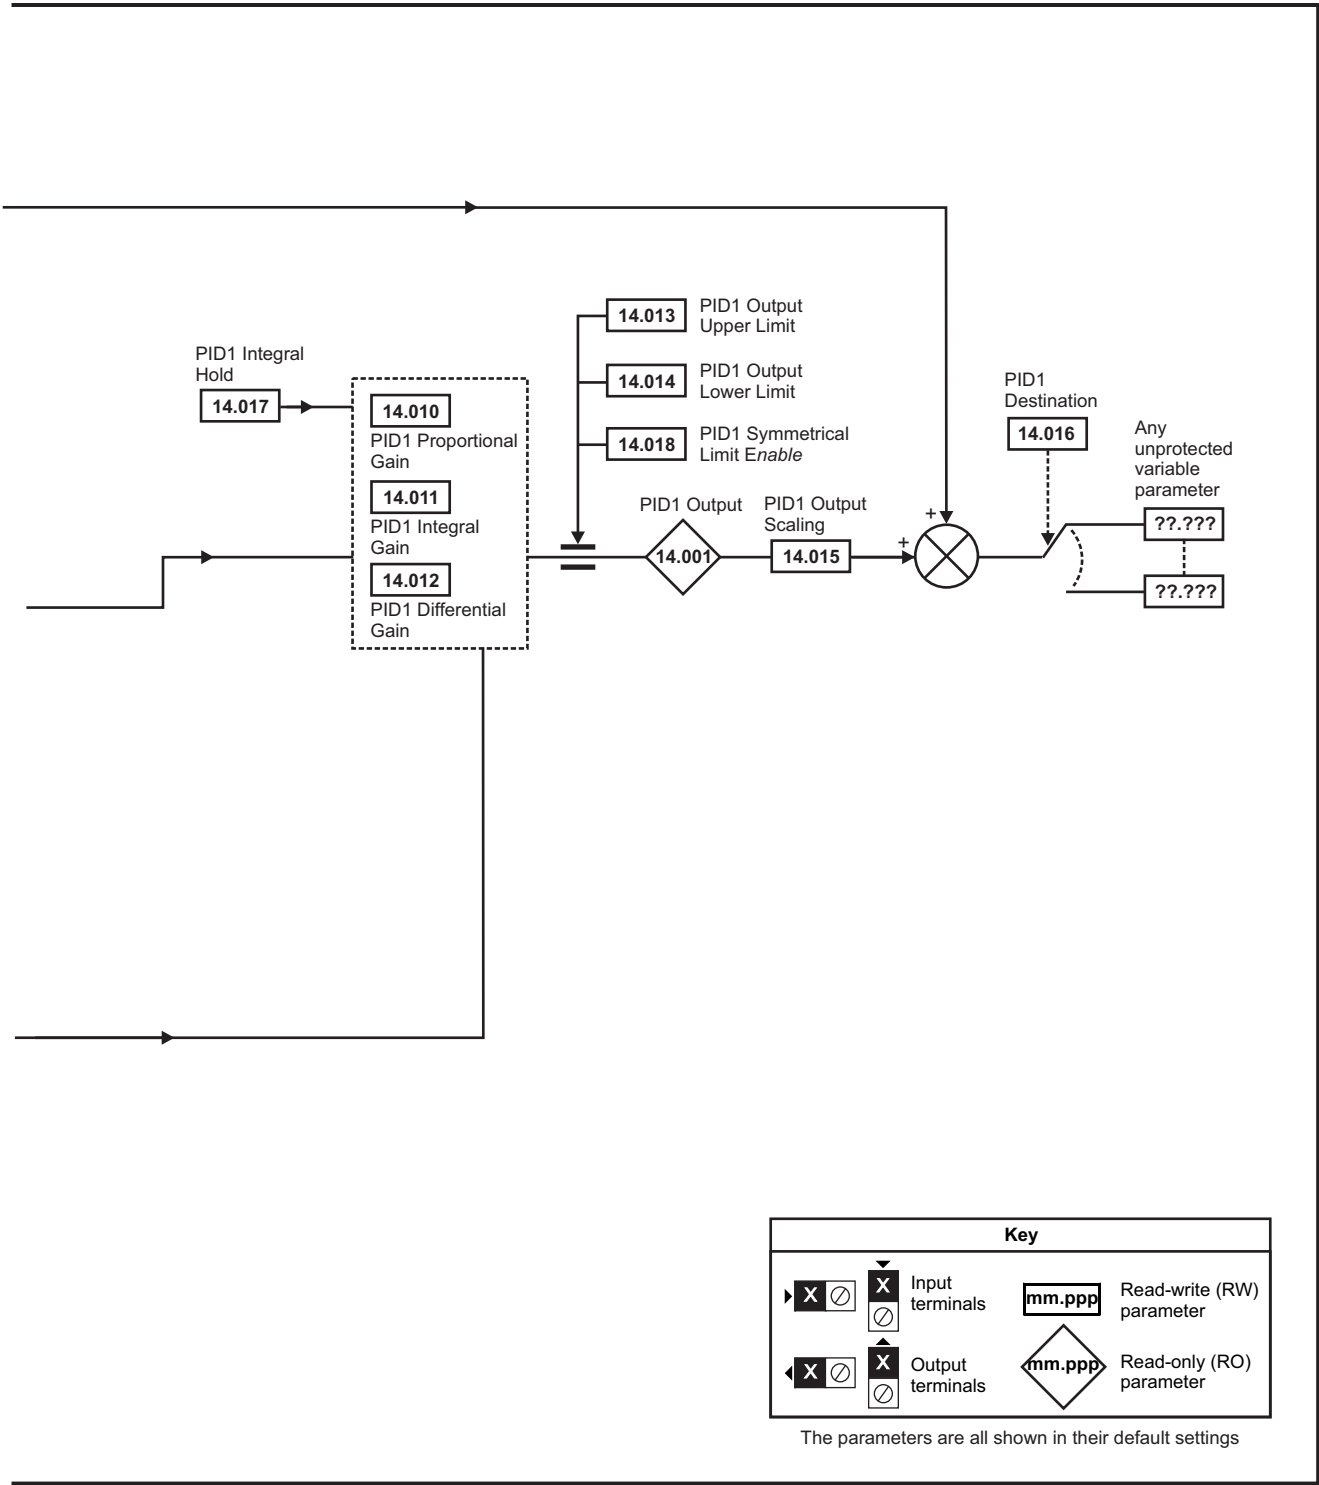 PID1 Integral
Hold
14.017
14.010
PID1 Proportional
Gain
14.011
PID1 Integral
Gain
14.012
PID1 Differential
Gain
14.013
PID1 Output
Upper Limit
14.014
PID1 Output
Lower Limit
14.018
PID1 Symmetrical
Limit Enable
PID1 Output
14.001
PID1 Output
Scaling
14.015
+
+
PID1
Destination
14.016
Any
unprotected
variable
parameter
??.???
??.???
Key
X
X
Input
terminals
mm.ppp
Read-write (RW)
parameter
X
X
Output
terminals
mm.ppp
Read-only (RO)
parameter
The parameters are all shown in their default settings